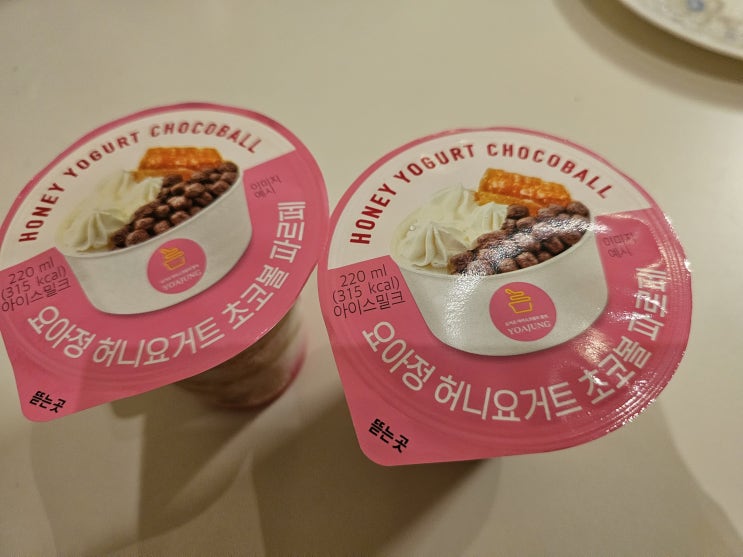 HONEY YOGURT CHOCOBALL
이미지
예시
220 ml
(315 kcal)
아이스밀크
YOAJUNG
요아정 허니요거트 초코볼 파르페
뜯는곳
HONEY YOGURT CHOCOBALL
이미지
예시
220 ml
(315 kcal)
아이스밀크
YOAJUNG
요아정 허니요거트 초코볼 파르페
뜯는곳